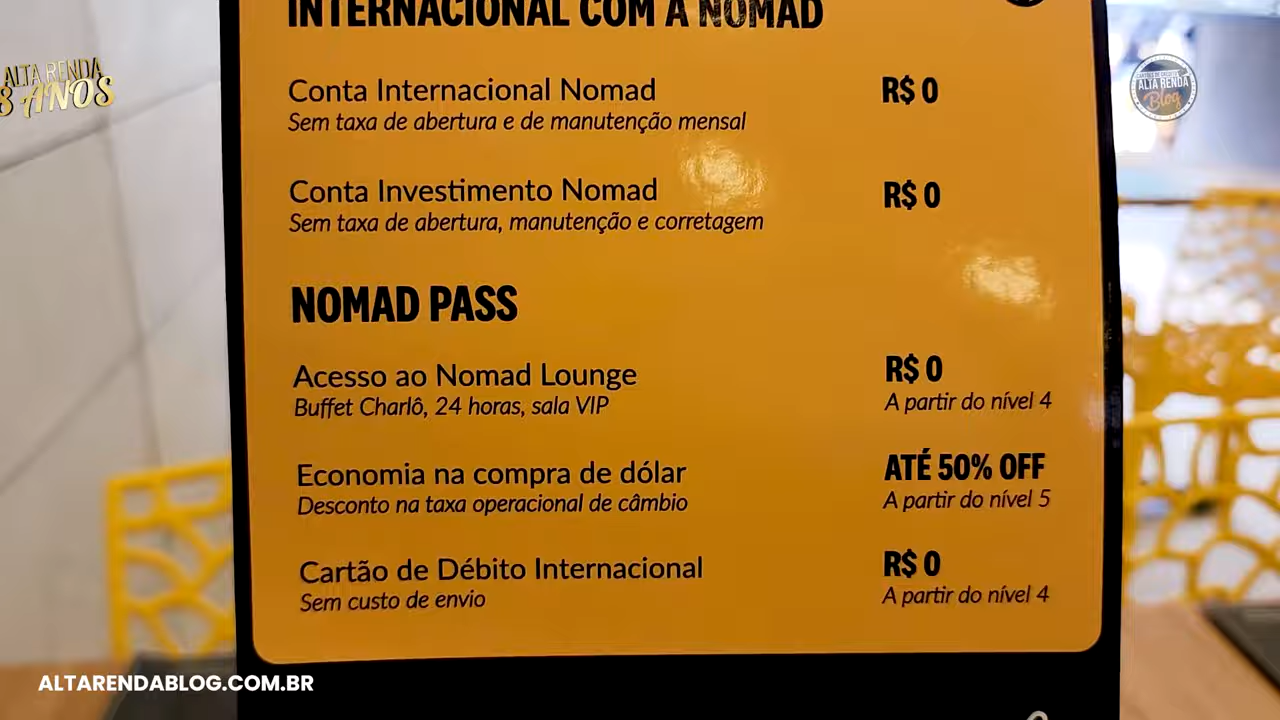 INTERNACIONAL COM A NOMAD
ALTA RENDA
8 ANOS
CARTÕES DE CRÉDITO
ALTA RENDA
Blog
Conta Internacional Nomad R$ 0
Sem taxa de abertura e de manutenção mensal
Conta Investimento Nomad R$ 0
Sem taxa de abertura, manutenção e corretagem
NOMAD PASS
Acesso ao Nomad Lounge R$ 0
Buffet Charlô, 24 horas, sala VIP A partir do nível 4
Economia na compra de dólar ATÉ 50% OFF
Desconto na taxa operacional de câmbio A partir do nível 5
Cartão de Débito Internacional R$ 0
Sem custo de envio A partir do nível 4
ALTARENDABLOG.COM.BR